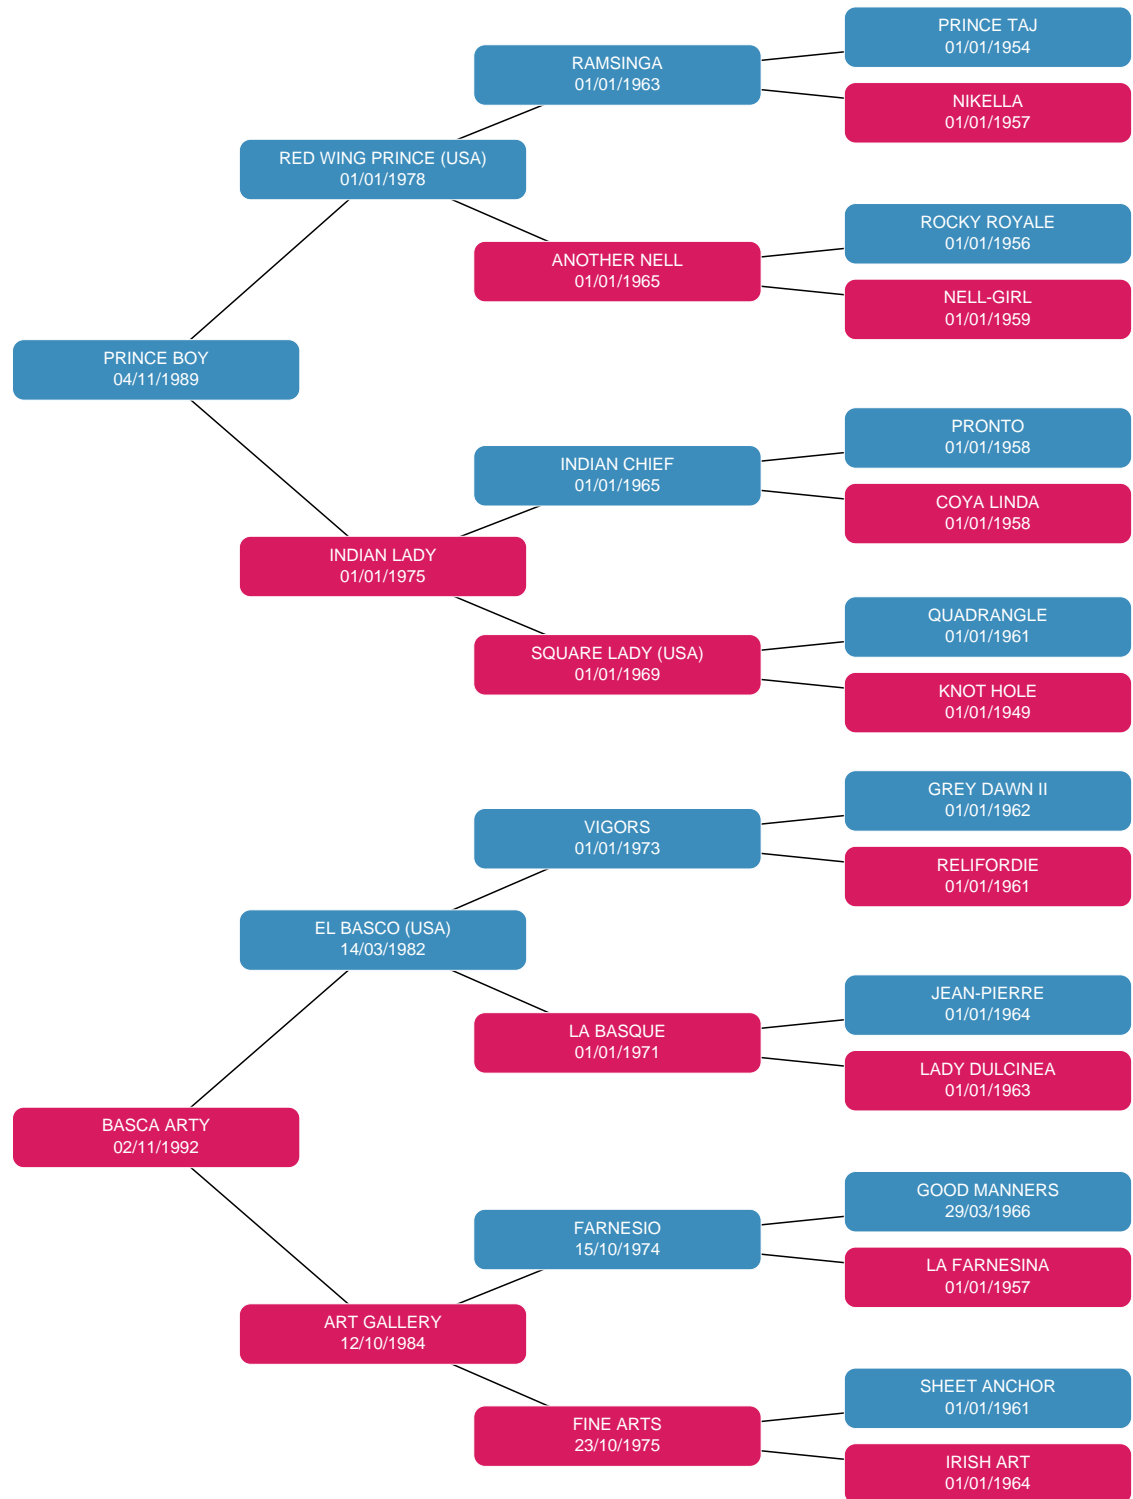 PRINCE TAJ
01/01/1954
RAMSINGA
01/01/1963
NIKELLA
01/01/1957
RED WING PRINCE (USA)
01/01/1978
ROCKY ROYALE
01/01/1956
ANOTHER NELL
01/01/1965
NELL-GIRL
01/01/1959
PRINCE BOY
04/11/1989
PRONTO
01/01/1958
INDIAN CHIEF
01/01/1965
COYA LINDA
01/01/1958
INDIAN LADY
01/01/1975
QUADRANGLE
01/01/1961
SQUARE LADY (USA)
01/01/1969
KNOT HOLE
01/01/1949
GREY DAWN II
01/01/1962
VIGORS
01/01/1973
RELIFORDIE
01/01/1961
EL BASCO (USA)
14/03/1982
JEAN-PIERRE
01/01/1964
LA BASQUE
01/01/1971
LADY DULCINEA
01/01/1963
BASCA ARTY
02/11/1992
GOOD MANNERS
29/03/1966
FARNESIO
15/10/1974
LA FARNESINA
01/01/1957
ART GALLERY
12/10/1984
SHEET ANCHOR
01/01/1961
FINE ARTS
23/10/1975
IRISH ART
01/01/1964